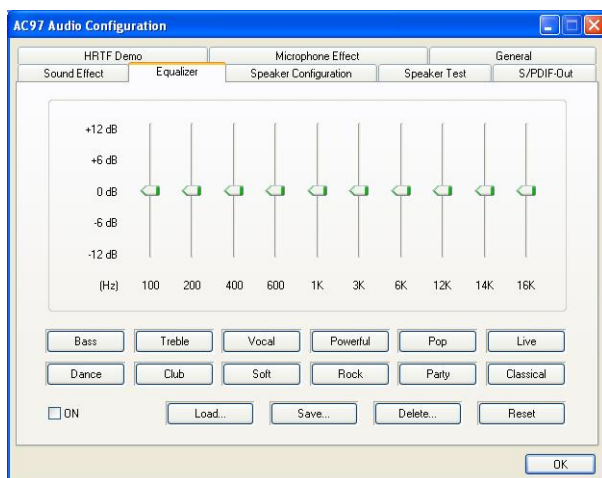 AC97 Audio Configuration
HRTF Demo Microphone Effect General
Sound Effect Equalizer Speaker Configuration Speaker Test S/PDIF-Out
+12 dB
+6 dB
0 dB
-6 dB
-12 dB
(Hz) 100 200 400 600 1K 3K 6K 12K 14K 16K
Bass Treble Vocal Powerful Pop Live
Dance Club Soft Rock Party Classical
ON Load... Save... Delete... Reset
OK